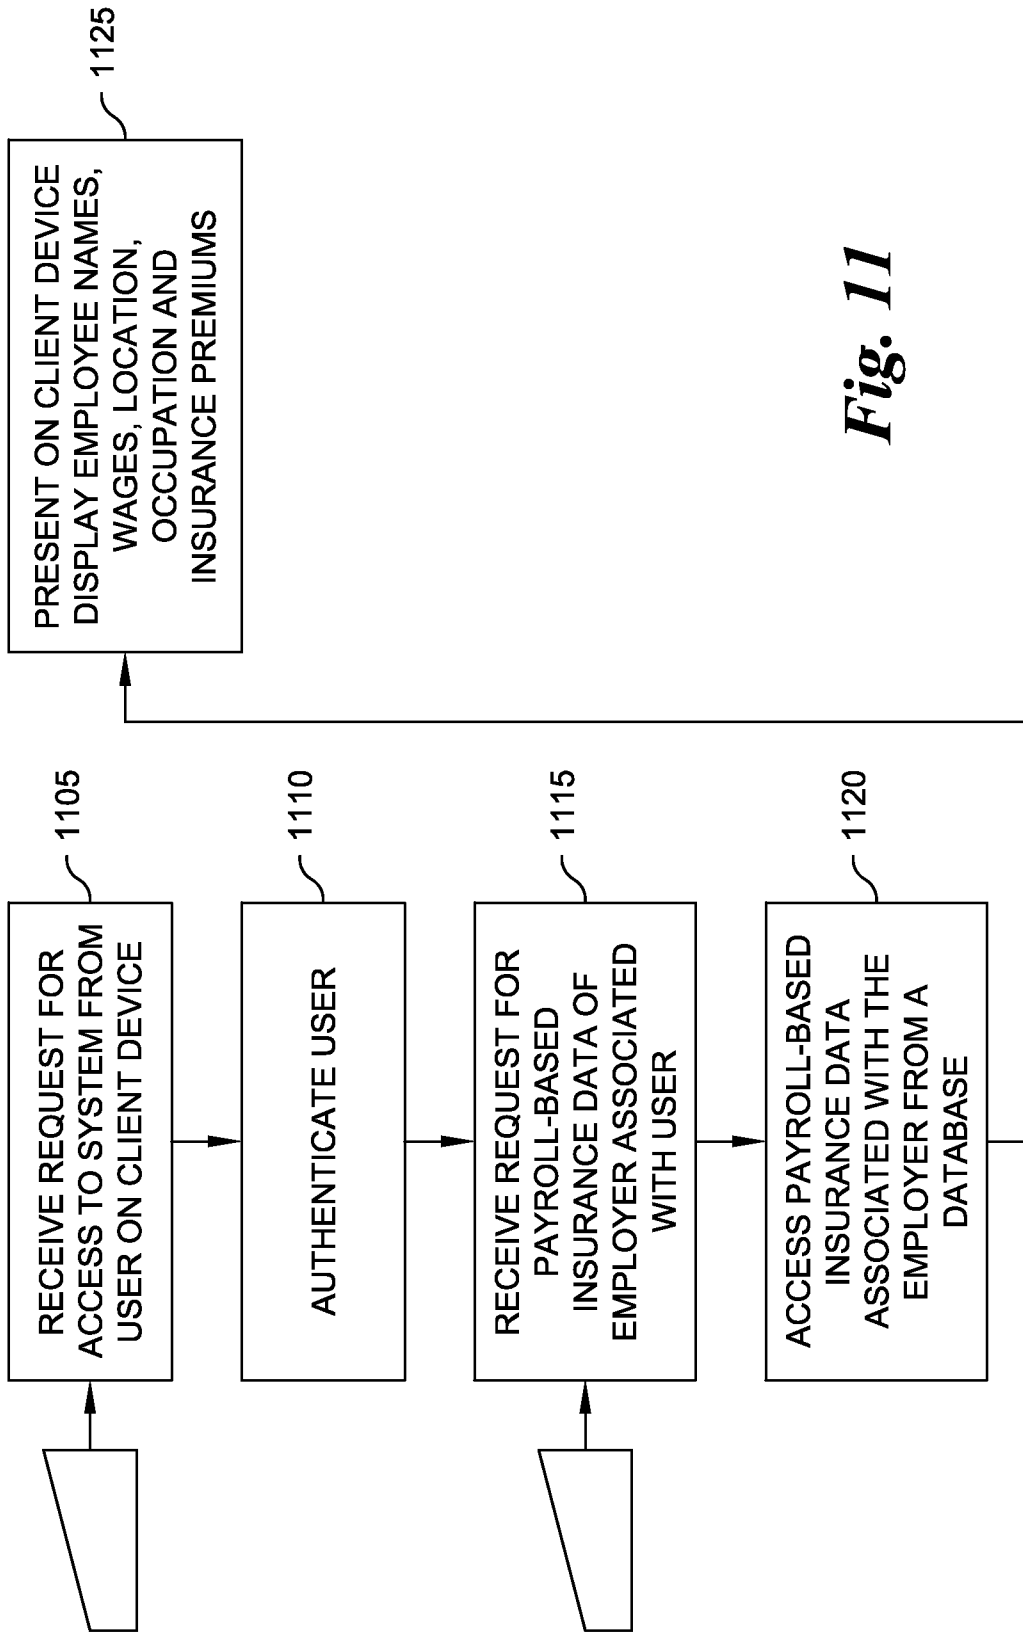 RECEIVE REQUEST FOR
ACCESS TO SYSTEM FROM
USER ON CLIENT DEVICE
1105
AUTHENTICATE USER
1110
RECEIVE REQUEST FOR
PAYROLL-BASED
INSURANCE DATA OF
EMPLOYER ASSOCIATED
WITH USER
1115
ACCESS PAYROLL-BASED
INSURANCE DATA
ASSOCIATED WITH THE
EMPLOYER FROM A
DATABASE
1120
PRESENT ON CLIENT DEVICE
DISPLAY EMPLOYEE NAMES,
WAGES, LOCATION,
OCCUPATION AND
INSURANCE PREMIUMS
1125
Fig. 11